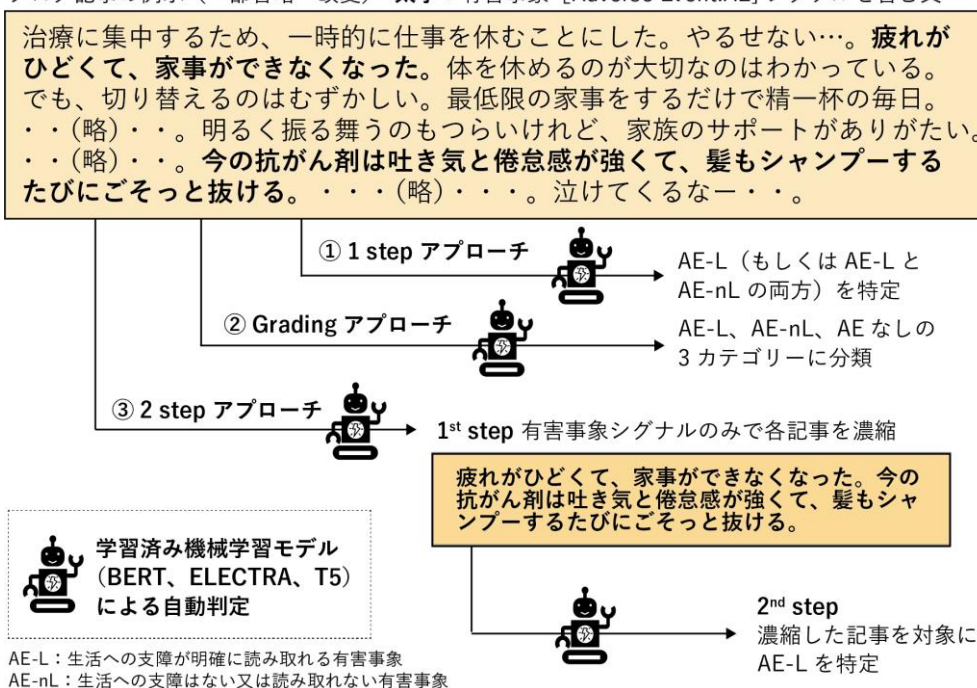 治療に集中するため、一時的に仕事を休むことにした。やるせない…。疲れが
ひどくて、家事ができなくなった。体を休めるのが大切なのはわかっている。
でも、切り替えるのはむずかしい。最低限の家事をするだけで精一杯の毎日。
・・(略)・・。明るく振る舞うのもつらいけれど、家族のサポートがありがたい。
・・(略)・・。今の抗がん剤は吐き気と倦怠感が強くて、髪もシャンプーする
たびにごそっと抜ける。・・・(略)・・・。泣けてくるなー・・。
① 1 step アプローチ
AE-L（もしくは AE-L と
AE-nL の両方）を特定
② Grading アプローチ
AE-L、AE-nL、AE なしの
3 カテゴリーに分類
③ 2 step アプローチ
1st step 有害事象シグナルのみで各記事を濃縮
疲れがひどくて、家事ができなくなった。今の
抗がん剤は吐き気と倦怠感が強くて、髪もシャ
ンプーするたびにごそっと抜ける。
学習済み機械学習モデル
（BERT、ELECTRA、T5）
による自動判定
2nd step
濃縮した記事を対象に
AE-L を特定
AE-L：生活への支障が明確に読み取れる有害事象
AE-nL：生活への支障はない又は読み取れない有害事象